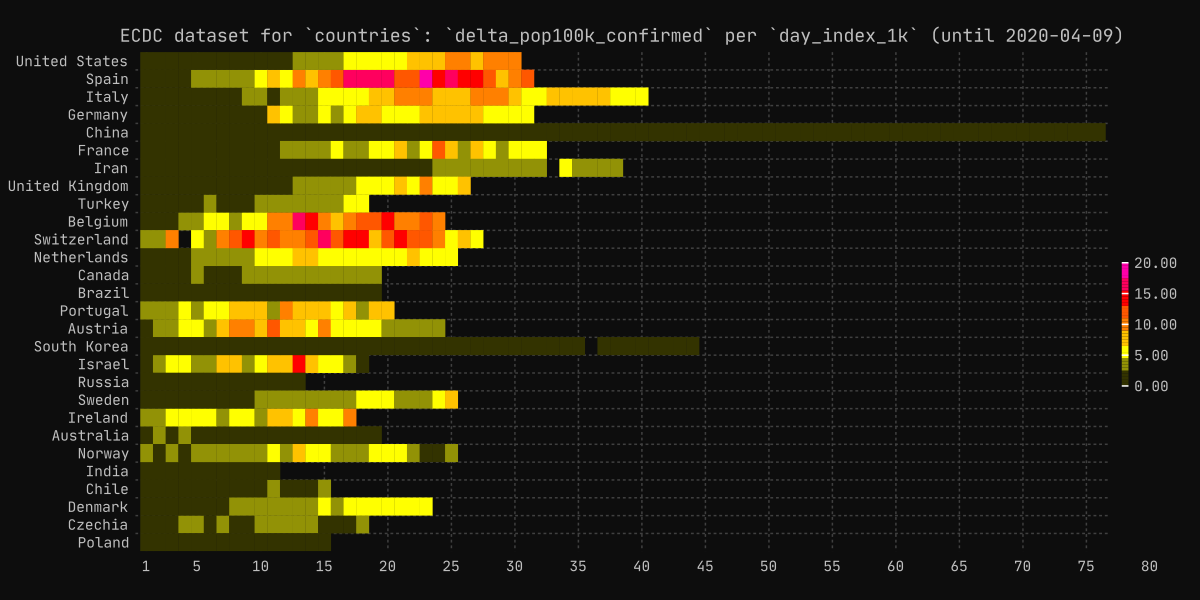 ECDC dataset for `countries`: `delta_pop100k_confirmed` per `day_index_1k` (until 2020-04-09)
United States
Spain
Italy
Germany
China
France
Iran
United Kingdom
Turkey
Belgium
Switzerland
Netherlands
Canada
Brazil
Portugal
Austria
South Korea
Israel
Russia
Sweden
Ireland
Australia
Norway
India
Chile
Denmark
Czechia
Poland
1 5 10 15 20 25 30 35 40 45 50 55 60 65 70 75 80
20.00
15.00
10.00
5.00
0.00